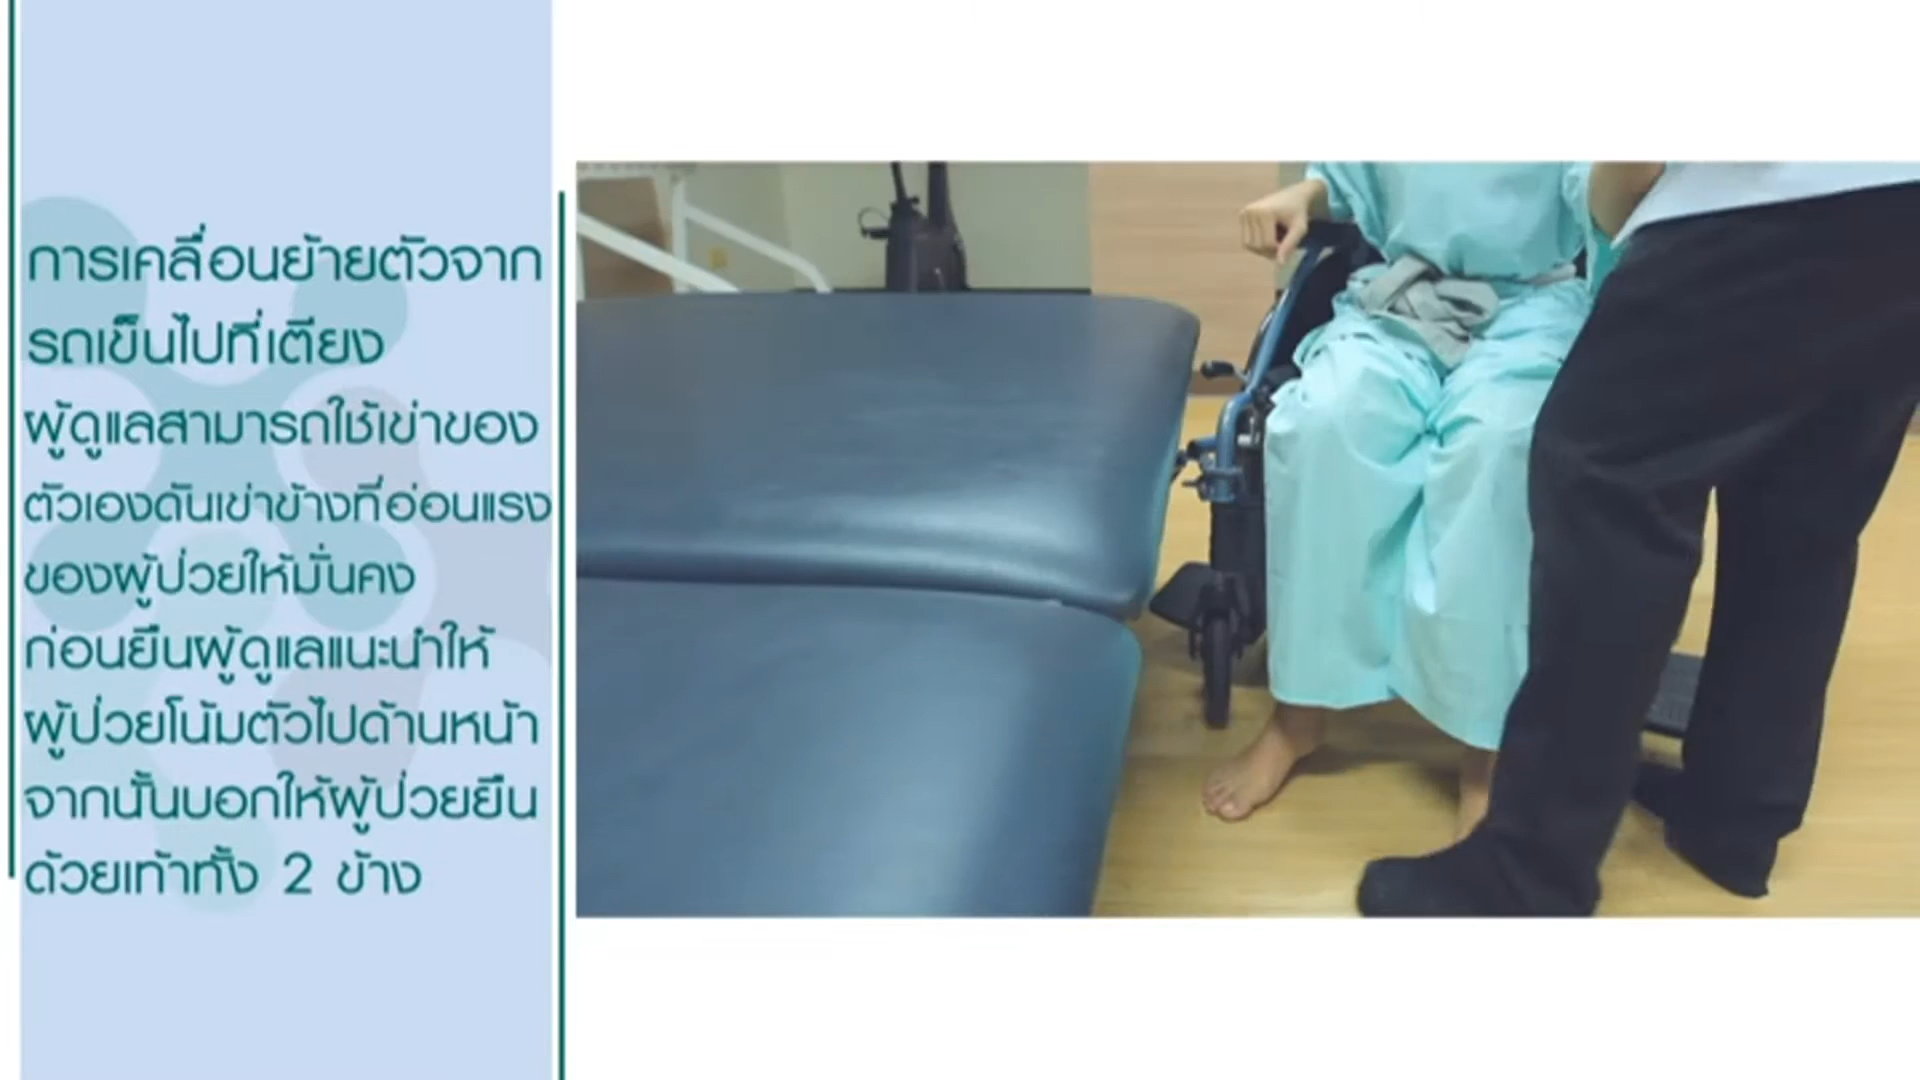 การเคลื่อนย้ายตัวจาก
รถเข็นไปที่เตียง
ผู้ดูแลสามารถใช้เข่าของ
ตัวเองดันเข่าข้างที่อ่อนแรง
ของผู้ป่วยให้มั่นคง
ก่อนยืนผู้ดูแลแนะนำให้
ผู้ป่วยโน้มตัวไปด้านหน้า
จากนั้นบอกให้ผู้ป่วยยืน
ด้วยเท้าทั้ง 2 ข้าง